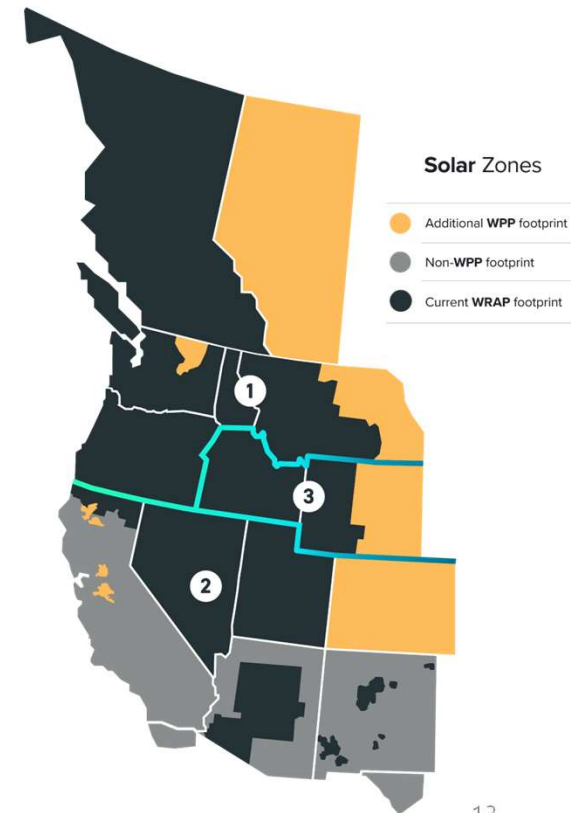 Solar Zones
Additional WPP footprint
Non-WPP footprint
Current WRAP footprint
1
3
2